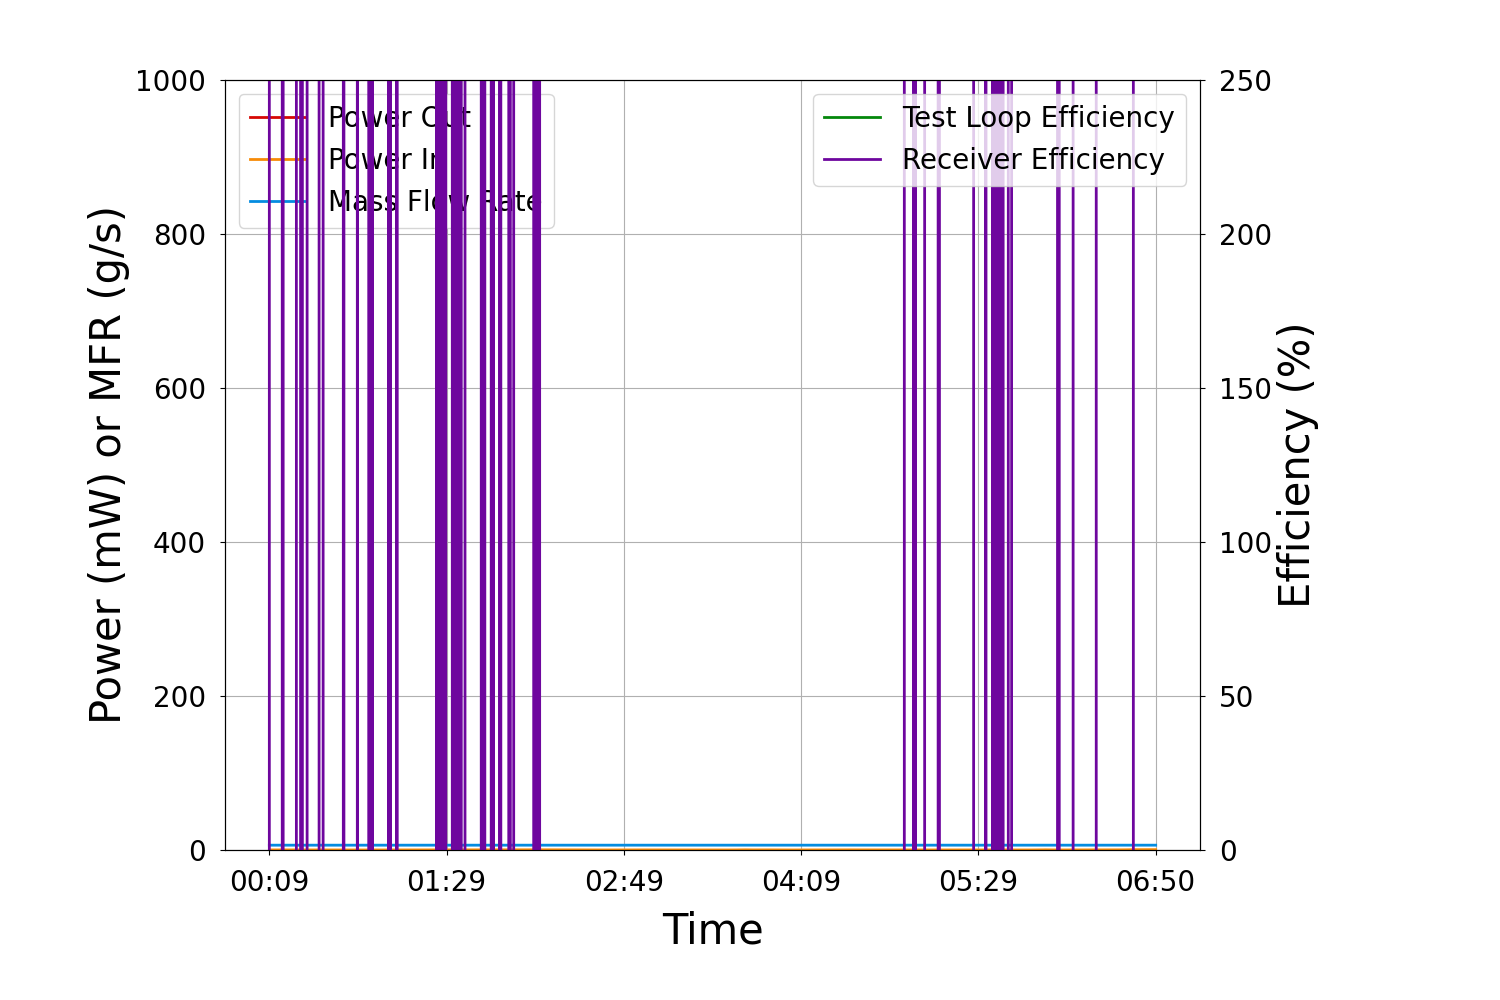 1000
800
600
400
200
0
Power (mW) or MFR (g/s)
Power Out
Power In
Mass Flow Rate
Test Loop Efficiency
Receiver Efficiency
250
200
150
100
50
0
Efficiency (%)
00:09
01:29
02:49
04:09
05:29
06:50
Time